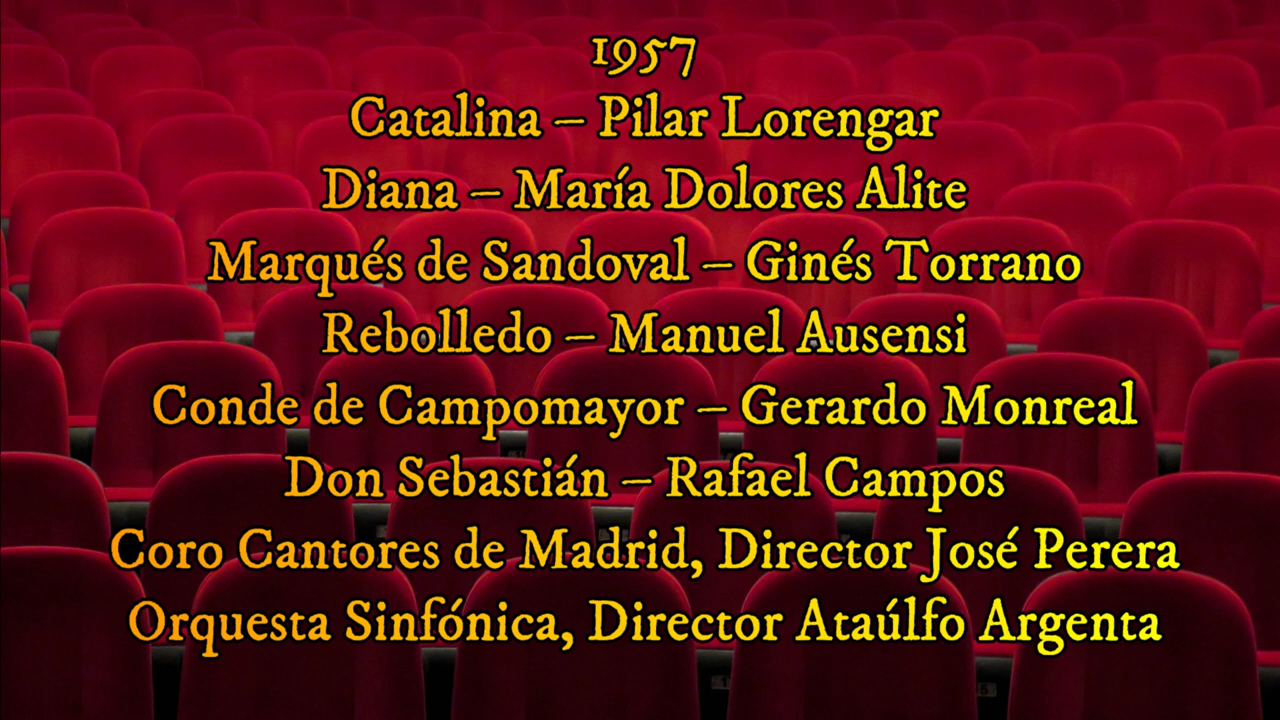 1957
Catalina – Pilar Lorengar
Diana – María Dolores Alite
Marqués de Sandoval – Ginés Torrano
Rebolledo – Manuel Ausensi
Conde de Campomayor – Gerardo Monreal
Don Sebastián – Rafael Campos
Coro Cantores de Madrid, Director José Perera
Orquesta Sinfónica, Director Ataúlfo Argenta